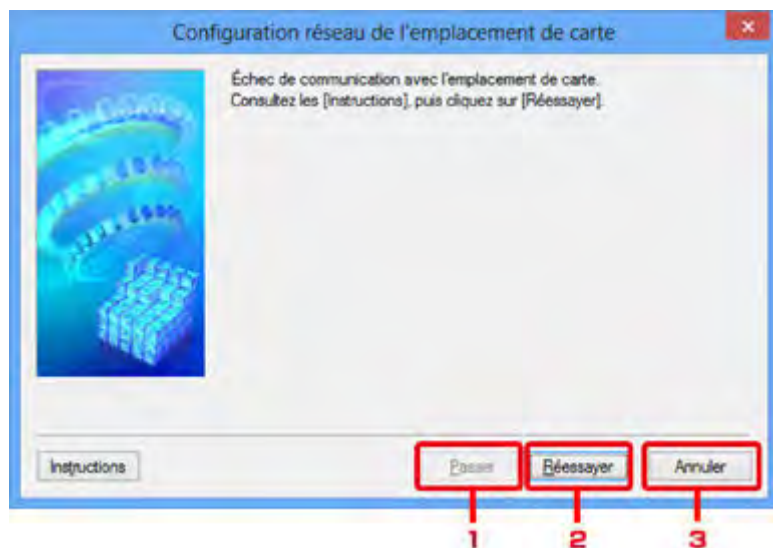 Configuration réseau de l'emplacement de carte
Échec de communication avec l'emplacement de carte.
Consultez les [Instructions], puis cliquez sur [Réessayer].
Instructions
Passer
Réessayer
Annuler
1
2
3